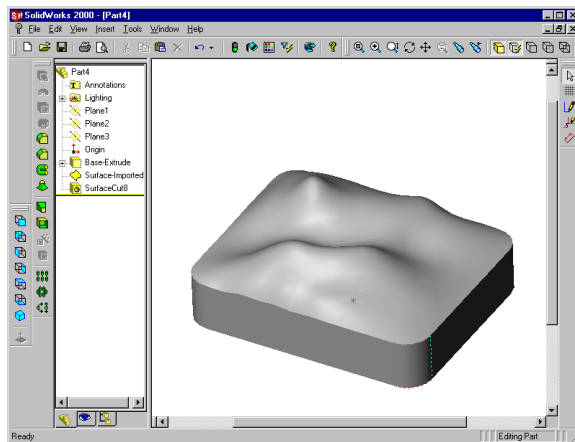 SolidWorks 2000 - [Part4]
File Edit View Insert Tools Window Help
Part4
Annotations
Lighting
Plane1
Plane2
Plane3
Origin
Base-Extrude
Surface-Imported
SurfaceCut8
Ready
Editing Part